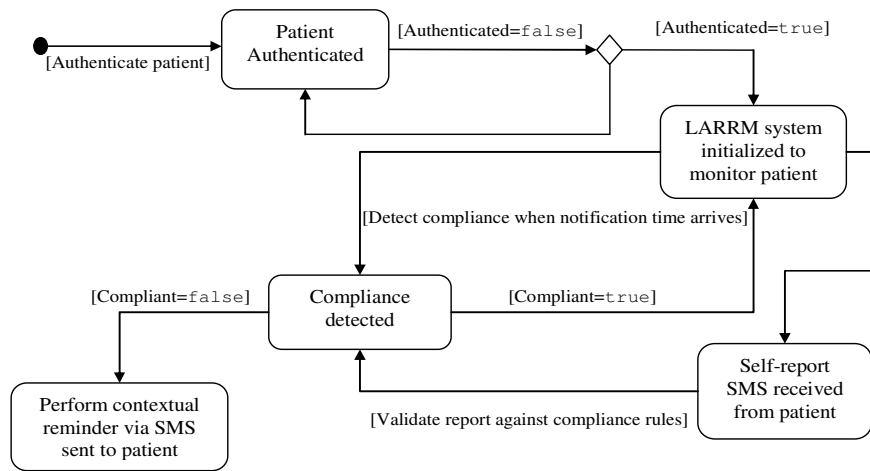 Patient
Authenticated
[Authenticated=false]
[Authenticated=true]
[Authenticate patient]
LARRM system
initialized to
monitor patient
[Detect compliance when notification time arrives]
[Compliant=false]
Compliance
detected
[Compliant=true]
Self-report
SMS received
from patient
Perform contextual
reminder via SMS
sent to patient
[Validate report against compliance rules]